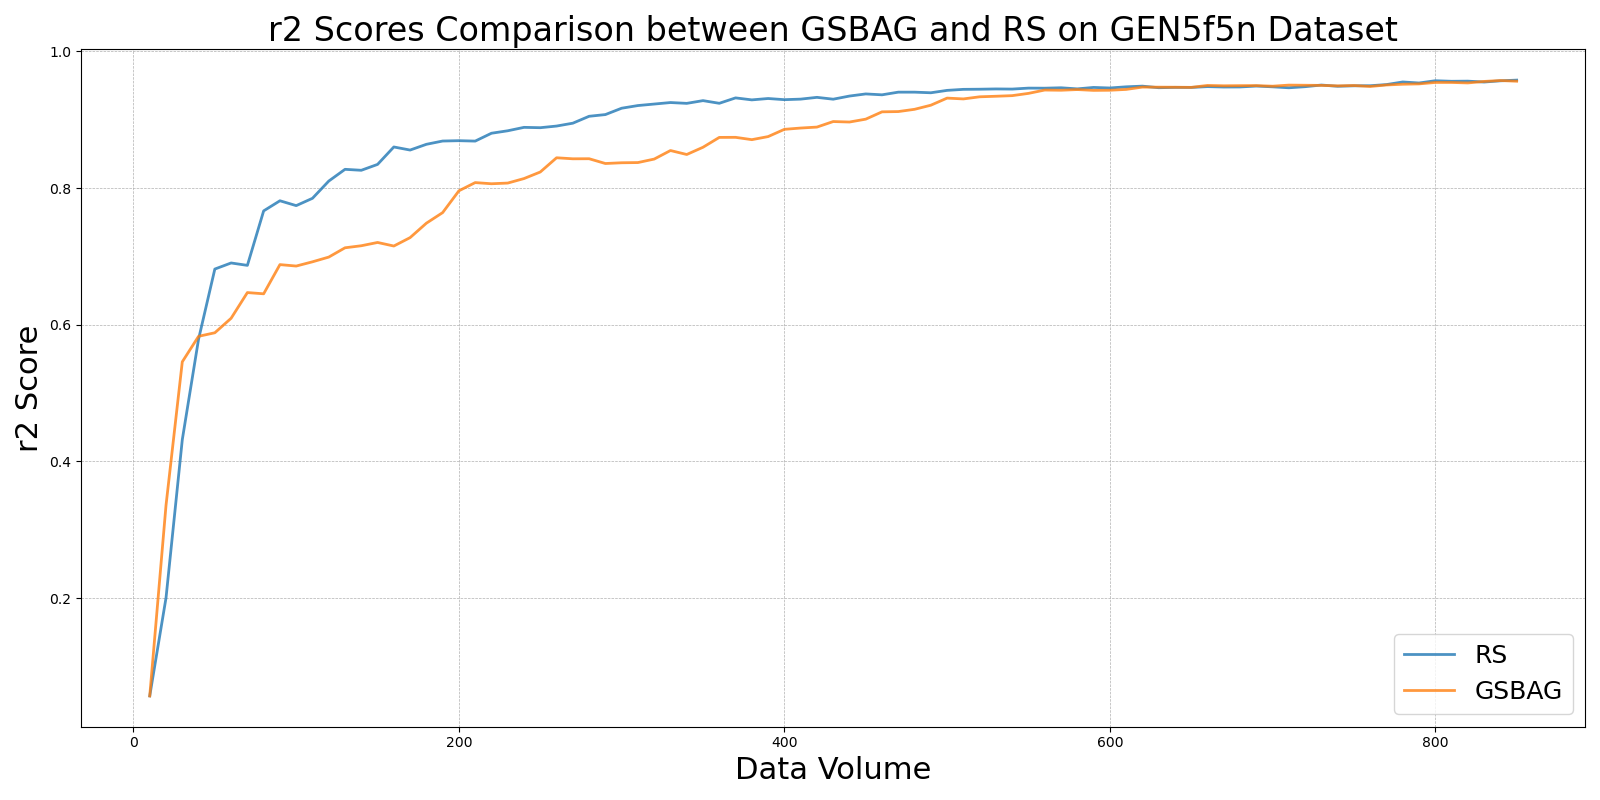 r2 Scores Comparison between GSBAG and RS on GEN5f5n Dataset
1.0
0.8
0.6
0.4
0.2
r2 Score
0 200 400 600 800
Data Volume
RS
GSBAG